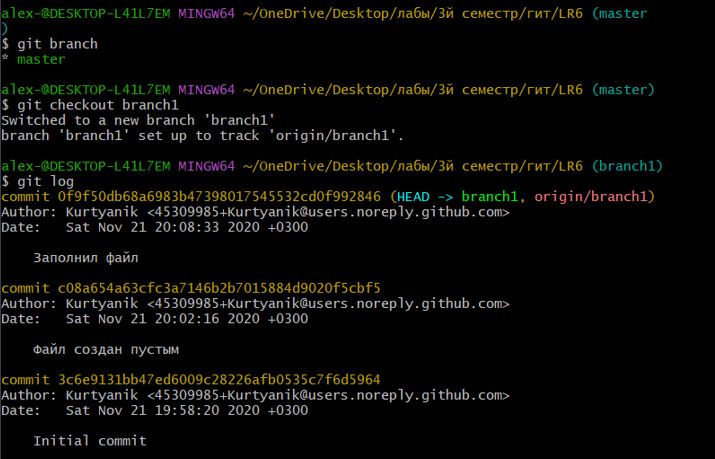 alex-@DESKTOP-L41L7EM MINGW64 ~/OneDrive/Desktop/лабы/3й семестр/гит/LR6 (master
)
$ git branch
* master
alex-@DESKTOP-L41L7EM MINGW64 ~/OneDrive/Desktop/лабы/3й семестр/гит/LR6 (master)
$ git checkout branch1
Switched to a new branch 'branch1'
branch 'branch1' set up to track 'origin/branch1'.
alex-@DESKTOP-L41L7EM MINGW64 ~/OneDrive/Desktop/лабы/3й семестр/гит/LR6 (branch1)
$ git log
commit 0f9f50db68a6983b47398017545532cd0f992846 (HEAD -> branch1, origin/branch1)
Author: Kurtyanik <45309985+Kurtyanik@users.noreply.github.com>
Date:   Sat Nov 21 20:08:33 2020 +0300
Заполнил файл
commit c08a654a63cfc3a7146b2b7015884d9020f5cbf5
Author: Kurtyanik <45309985+Kurtyanik@users.noreply.github.com>
Date:   Sat Nov 21 20:02:16 2020 +0300
Файл создан пустым
commit 3c6e9131bb47ed6009c28226afb0535c7f6d5964
Author: Kurtyanik <45309985+Kurtyanik@users.noreply.github.com>
Date:   Sat Nov 21 19:58:20 2020 +0300
Initial commit